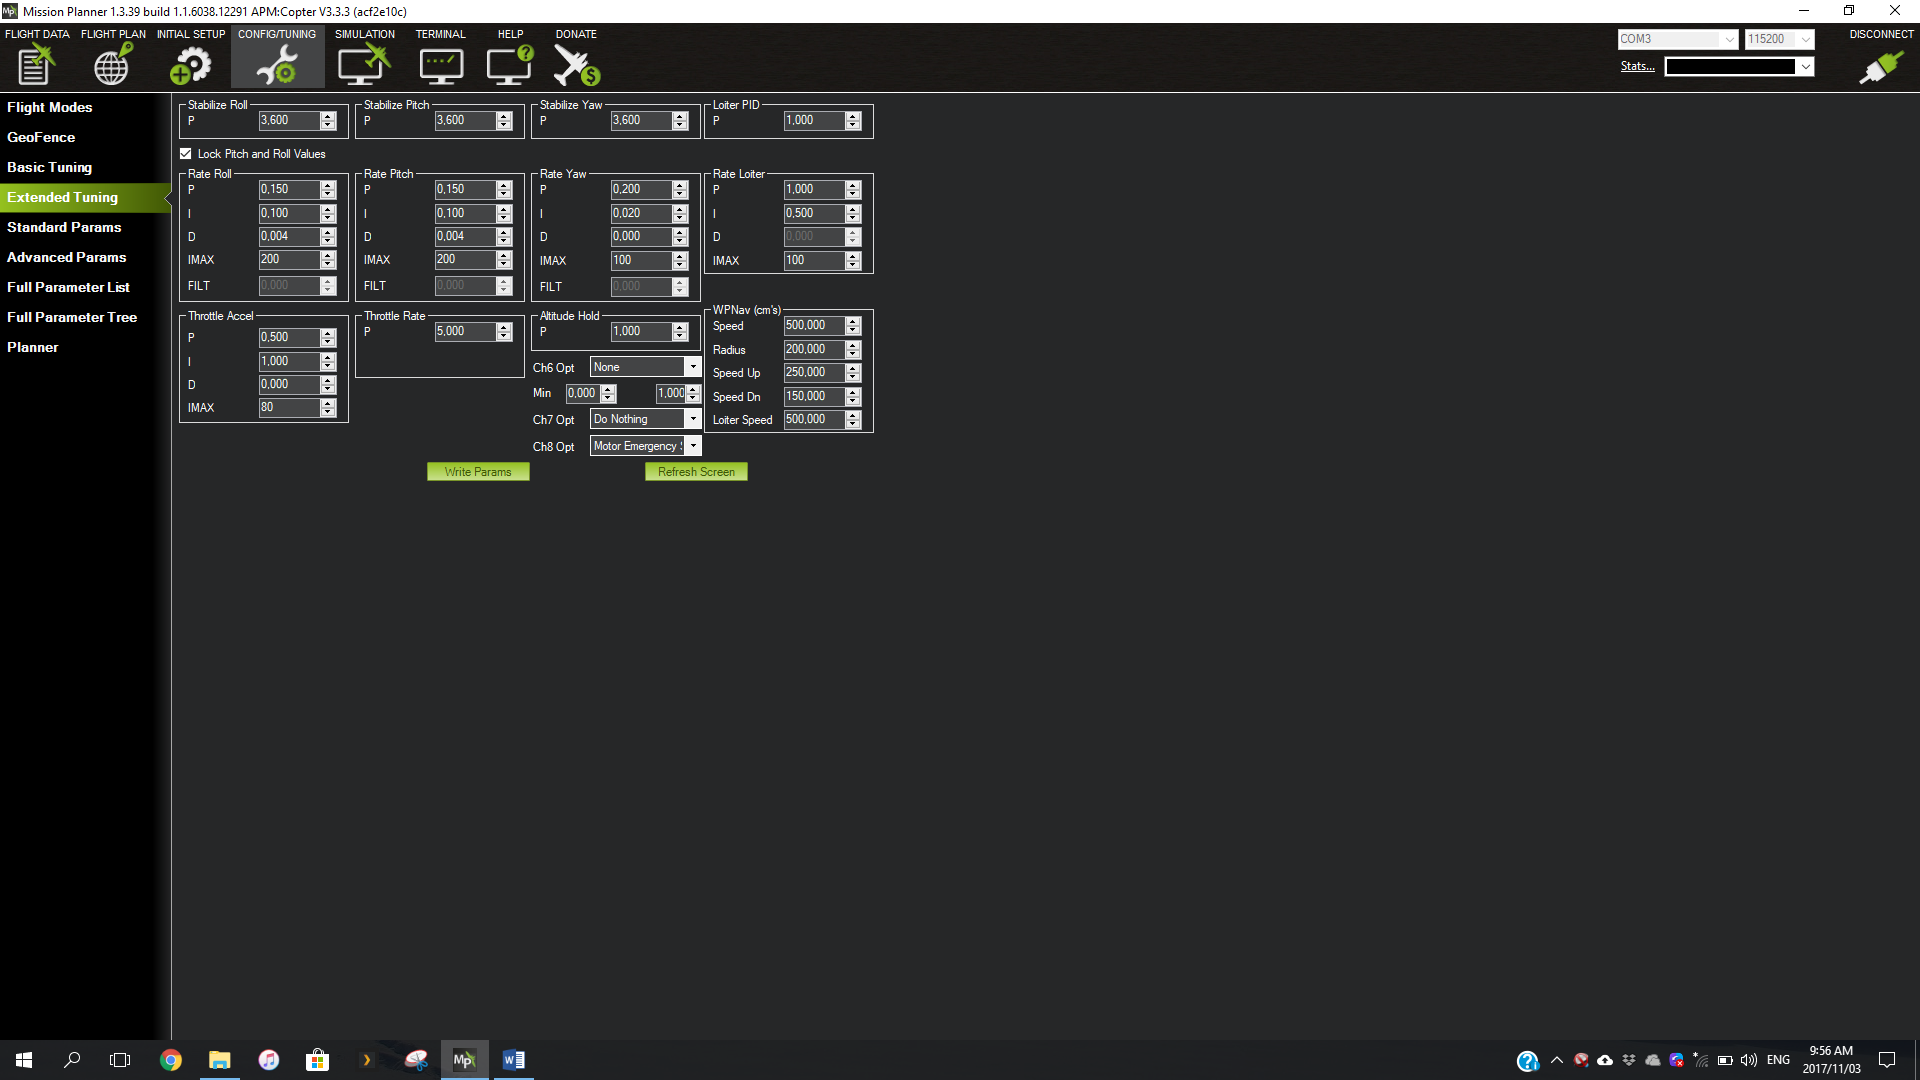 Mission Planner 1.3.39 build 1.1.6038.12291 APM:Copter V3.3.3 (acf2e10c)
FLIGHT DATA FLIGHT PLAN INITIAL SETUP CONFIG/TUNING SIMULATION TERMINAL HELP DONATE
COM3 115200 DISCONNECT
Stats...
Flight Modes
GeoFence
Basic Tuning
Extended Tuning
Standard Params
Advanced Params
Full Parameter List
Full Parameter Tree
Planner
Stabilize Roll
P 3,600
Stabilize Pitch
P 3,600
Stabilize Yaw
P 3,600
Loiter PID
P 1,000
Lock Pitch and Roll Values
Rate Roll
P 0,150
I 0,100
D 0,004
IMAX 200
FILT 0,000
Rate Pitch
P 0,150
I 0,100
D 0,004
IMAX 200
FILT 0,000
Rate Yaw
P 0,200
I 0,020
D 0,000
IMAX 100
FILT 0,000
Rate Loiter
P 1,000
I 0,500
D 0,000
IMAX 100
Throttle Accel
P 0,500
I 1,000
D 0,000
IMAX 80
Throttle Rate
P 5,000
Altitude Hold
P 1,000
Ch6 Opt None
Min 0,000 1,000
Ch7 Opt Do Nothing
Ch8 Opt Motor Emergency
WPNav (cm's)
Speed 500,000
Radius 200,000
Speed Up 250,000
Speed Dn 150,000
Loiter Speed 500,000
Write Params Refresh Screen
Mp
ENG
9:56 AM
2017/11/03